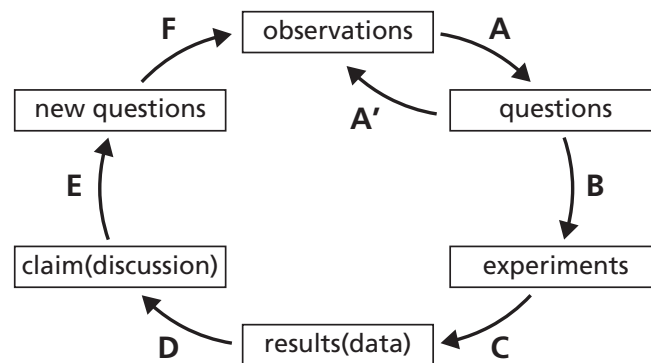 F
observations
A
new questions
A′
questions
E
B
claim(discussion)
experiments
D
results(data)
C